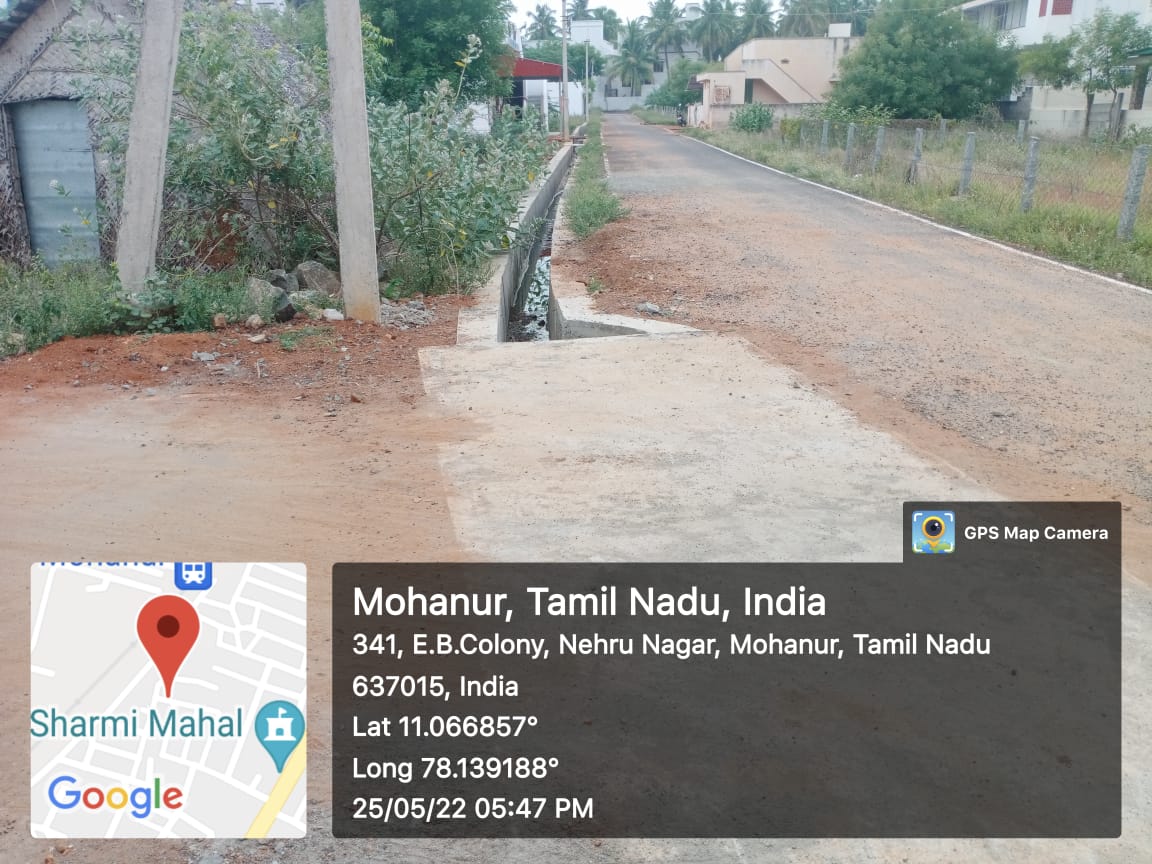 GPS Map Camera
Mohanur, Tamil Nadu, India
341, E.B.Colony, Nehru Nagar, Mohanur, Tamil Nadu
637015, India
Lat 11.066857°
Long 78.139188°
25/05/22 05:47 PM
Sharmi Mahal
Google